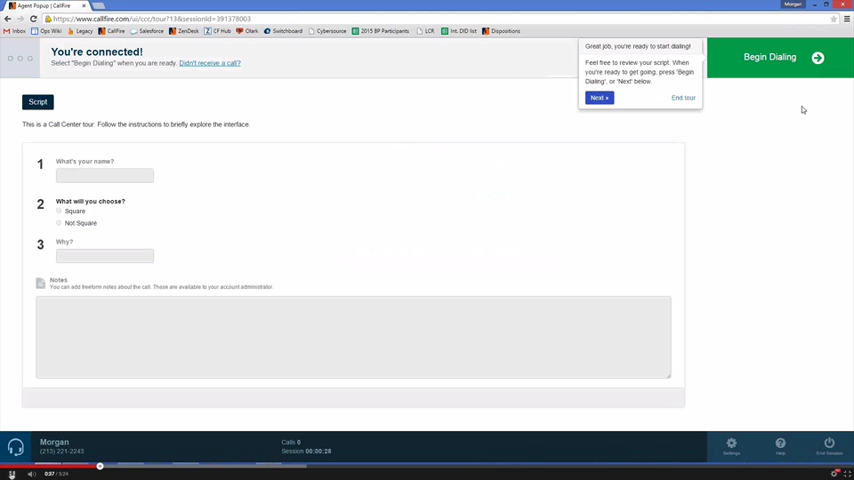 Agent Popup | CallFire
Morgan
https://www.callfire.com/ui/ccc/tour?13&sessionId=391378003
Inbox
Ops Wiki
Legacy
CallFire
Salesforce
ZenDesk
CF Hub
Olark
Switchboard
Cybersource
2015 BP Participants
LCR
Int. DID list
Dispositions
You're connected!
Select "Begin Dialing" when you are ready. Didn't receive a call?
Great job, you're ready to start dialing!
Feel free to review your script. When
you're ready to get going, press 'Begin
Dialing', or 'Next' below.
Next »
End tour
Begin Dialing
Script
This is a Call Center tour. Follow the instructions to briefly explore the interface.
1 What's your name?
2 What will you choose?
Square
Not Square
3 Why?
Notes
You can add freeform notes about the call. These are available to your account administrator.
Morgan
(213) 221-2243
Calls 0
Session 00:00:28
Settings
Help
End Session
0:37 / 3:24